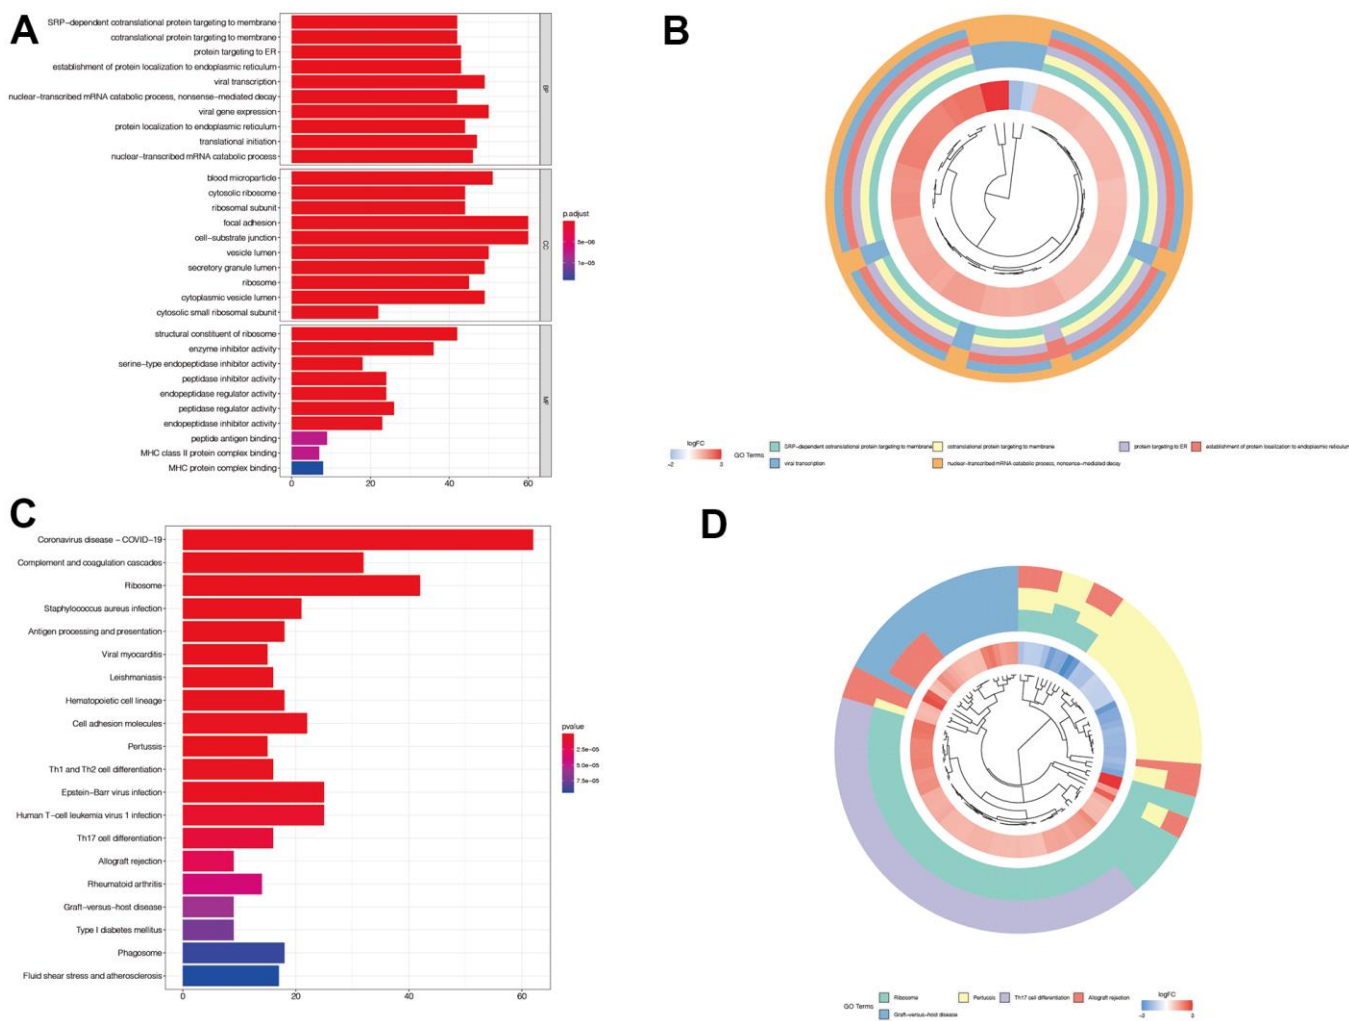 A
SRP-dependent cotranslational protein targeting to membrane
cotranslational protein targeting to membrane
protein targeting to ER
establishment of protein localization to endoplasmic reticulum
viral transcription
nuclear-transcribed mRNA catabolic process, nonsense-mediated decay
viral gene expression
protein localization to endoplasmic reticulum
translational initiation
nuclear-transcribed mRNA catabolic process
BP
blood microparticle
cytosolic ribosome
ribosomal subunit
focal adhesion
cell-substrate junction
vesicle lumen
secretory granule lumen
ribosome
cytoplasmic vesicle lumen
cytosolic small ribosomal subunit
CC
structural constituent of ribosome
enzyme inhibitor activity
serine-type endopeptidase inhibitor activity
peptidase inhibitor activity
endopeptidase regulator activity
peptidase regulator activity
endopeptidase inhibitor activity
peptide antigen binding
MHC class II protein complex binding
MHC protein complex binding
MF
0 20 40 60
p.adjust
5e-06
1e-05
B
logFC
-2 3
GO Terms
SRP-dependent cotranslational protein targeting to membrane
cotranslational protein targeting to membrane
protein targeting to ER
establishment of protein localization to endoplasmic reticulum
viral transcription
nuclear-transcribed mRNA catabolic process, nonsense-mediated decay
C
Coronavirus disease - COVID-19
Complement and coagulation cascades
Ribosome
Staphylococcus aureus infection
Antigen processing and presentation
Viral myocarditis
Leishmaniasis
Hematopoietic cell lineage
Cell adhesion molecules
Pertussis
Th1 and Th2 cell differentiation
Epstein-Barr virus infection
Human T-cell leukemia virus 1 infection
Th17 cell differentiation
Allograft rejection
Rheumatoid arthritis
Graft-versus-host disease
Type I diabetes mellitus
Phagosome
Fluid shear stress and atherosclerosis
0 20 40 60
pvalue
2.5e-05
5.0e-05
7.5e-05
D
GO Terms
Ribosome
Pertussis
Th17 cell differentiation
Allograft rejection
Graft-versus-host disease
logFC
-3 3